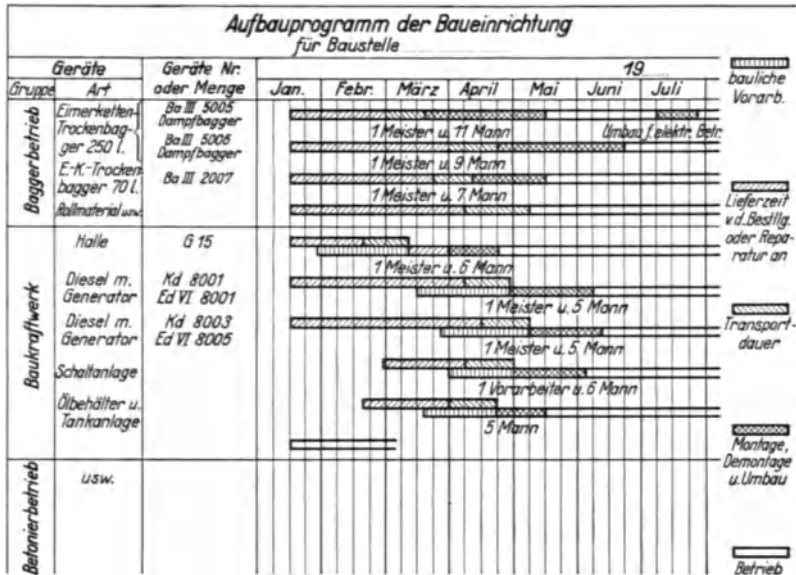 Aufbauprogramm der Baueinrichtung
für Baustelle
Geräte
Geräte Nr.
oder Menge
19
Gruppe
Art
Jan.
Febr.
März
April
Mai
Juni
Juli
bauliche
Vorarb.
Baggerbetrieb
Eimerketten-
Trockenbag-
ger 250 l.
Ba III 5005
Dampfbagger
1 Meister u. 11 Mann
Umbau f. elektr. Betr.
Ba III 5006
Dampfbagger
1 Meister u. 9 Mann
E.-K.-Trocken-
bagger 70 l.
Ba III 2007
1 Meister u. 7 Mann
Rollmaterial usw.
Lieferzeit
v.d. Bestllg.
oder Repa-
ratur an
Baukraftwerk
Halle
G 15
1 Meister u. 6 Mann
Diesel m.
Generator
Kd 8001
Ed VI 8001
1 Meister u. 5 Mann
Diesel m.
Generator
Kd 8003
Ed VI 8005
1 Meister u. 5 Mann
Transport-
dauer
Schaltanlage
1 Vorarbeiter u. 6 Mann
Ölbehälter u.
Tankanlage
5 Mann
Montage,
Demontage
u. Umbau
Betonierbetrieb
usw.
Betrieb